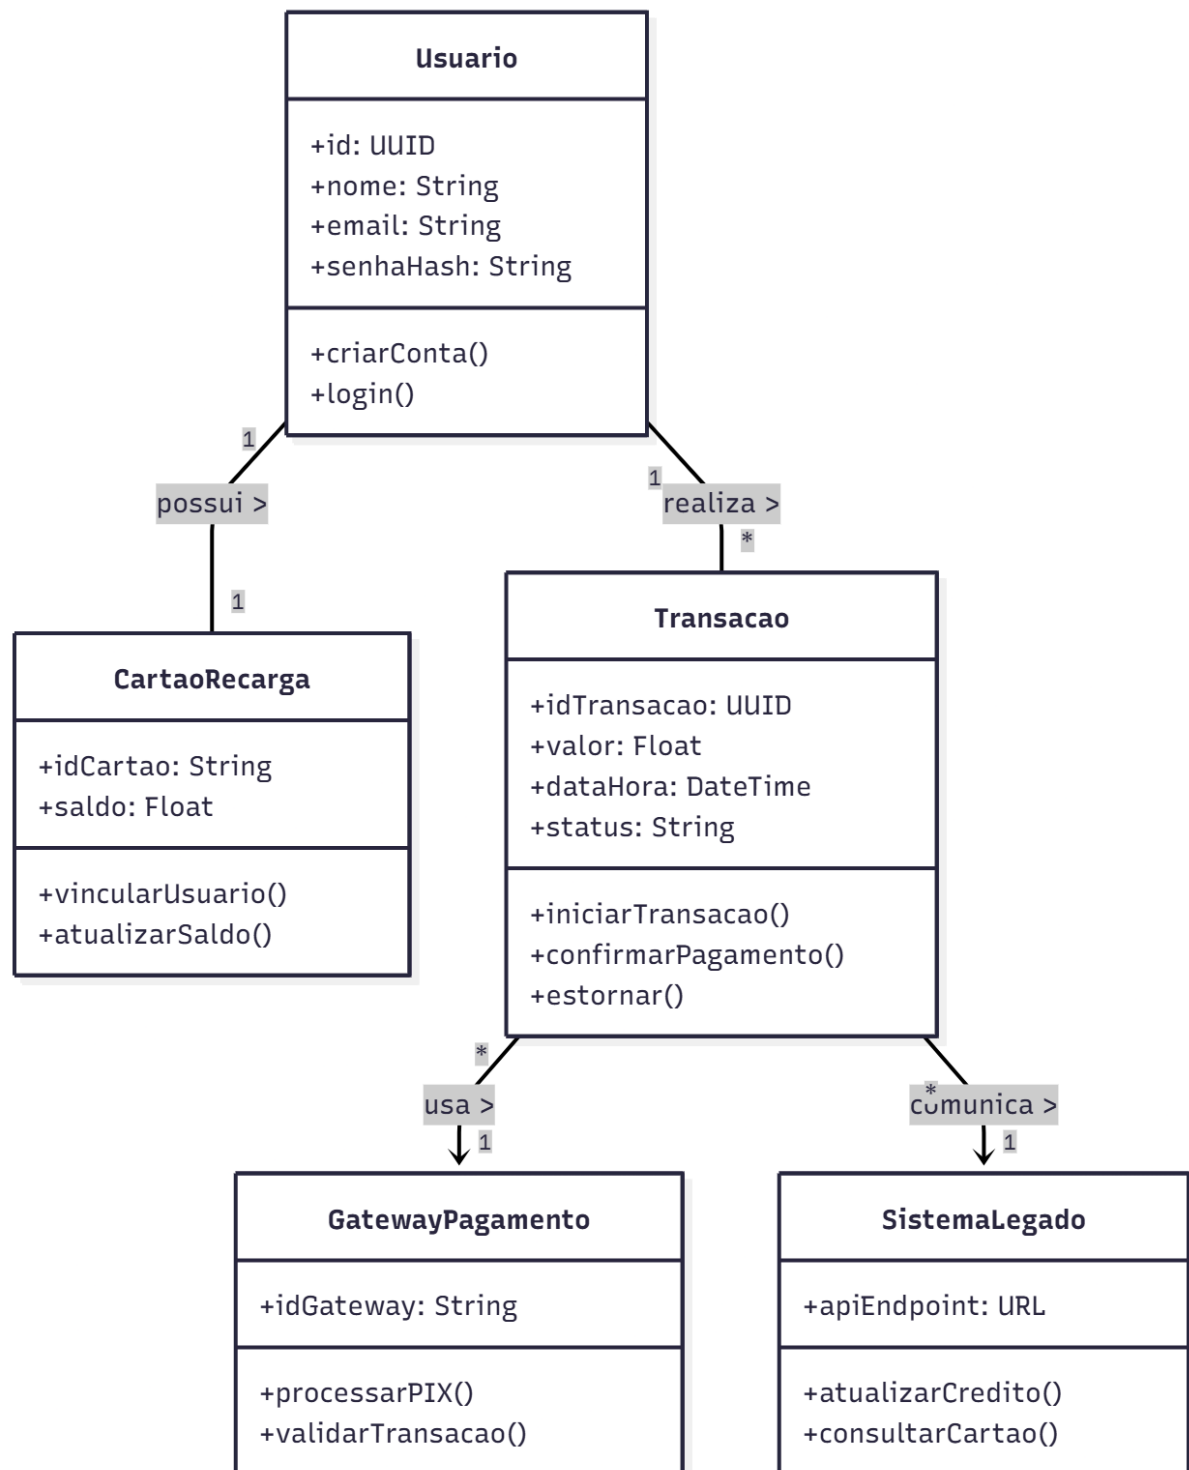 Usuario
+id: UUID
+nome: String
+email: String
+senhaHash: String
+criarConta()
+login()
1
possui >
1
1
realiza >
*
CartaoRecarga
+idCartao: String
+saldo: Float
+vincularUsuario()
+atualizarSaldo()
Transacao
+idTransacao: UUID
+valor: Float
+dataHora: DateTime
+status: String
+iniciarTransacao()
+confirmarPagamento()
+estornar()
*
usa >
1
*
comunica >
1
GatewayPagamento
+idGateway: String
+processarPIX()
+validarTransacao()
SistemaLegado
+apiEndpoint: URL
+atualizarCredito()
+consultarCartao()